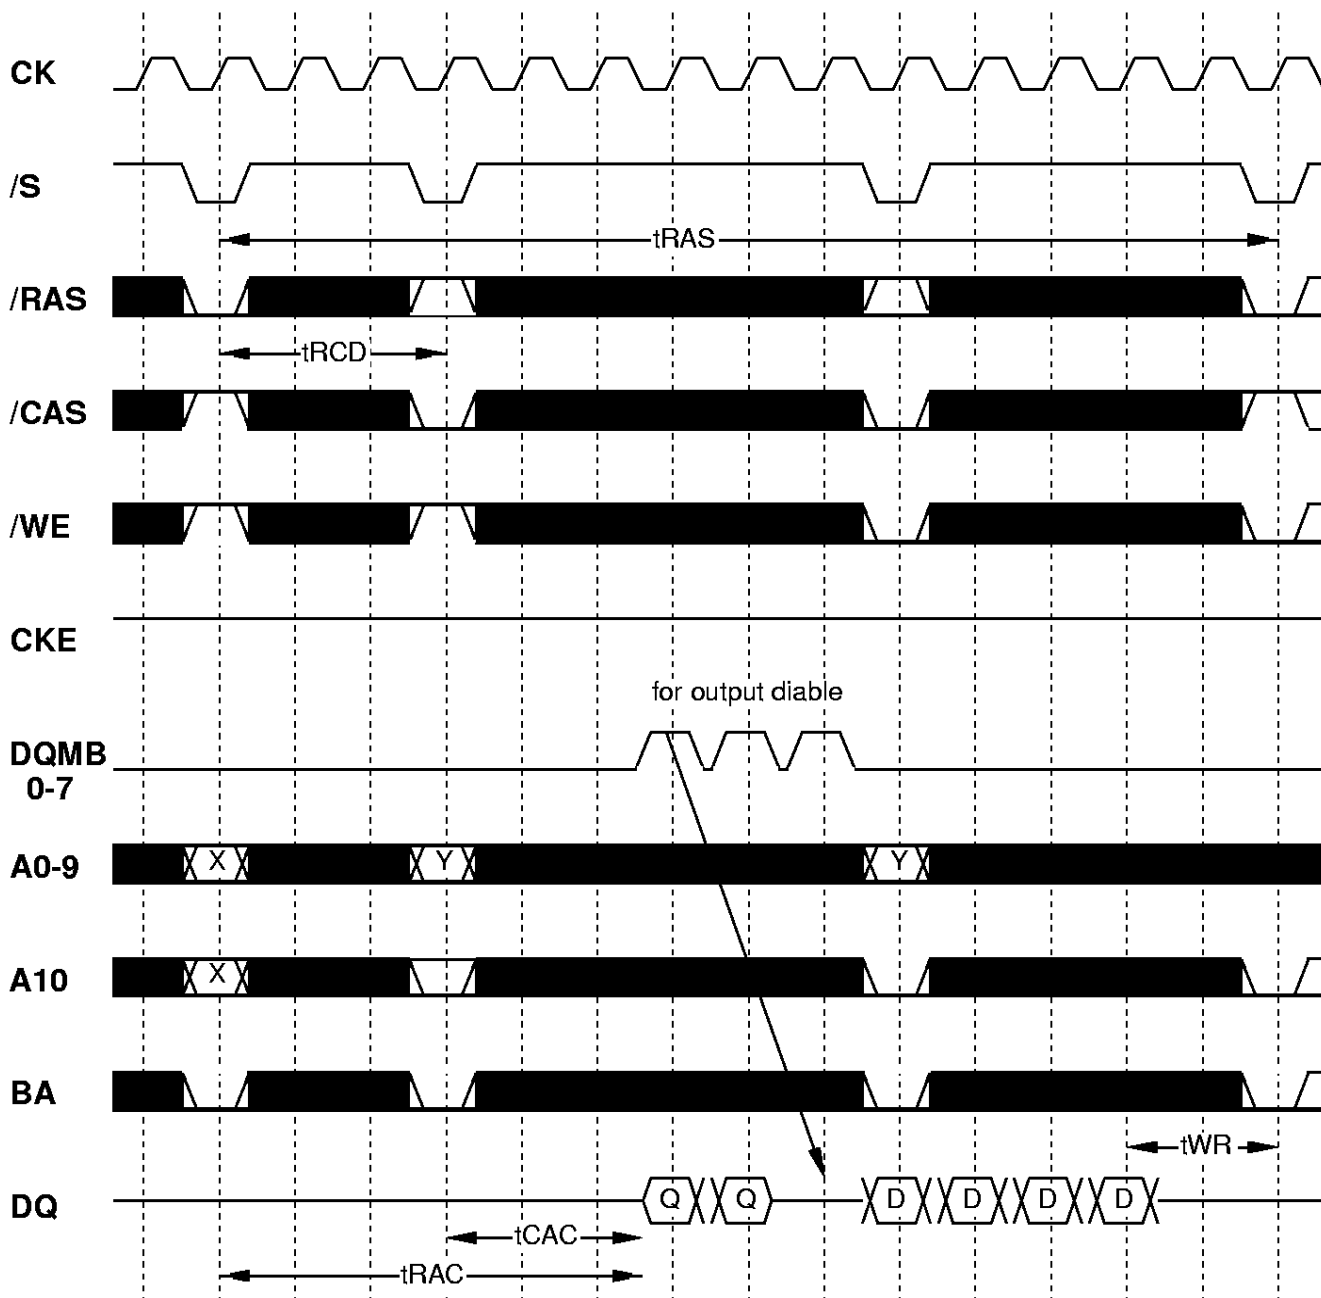 CK
/S
tRAS
/RAS
tRCD
/CAS
/WE
CKE
for output diable
DQMB
0-7
A0-9 X Y Y
A10 X
BA
tWR
DQ Q Q D D D D
tCAC
tRAC